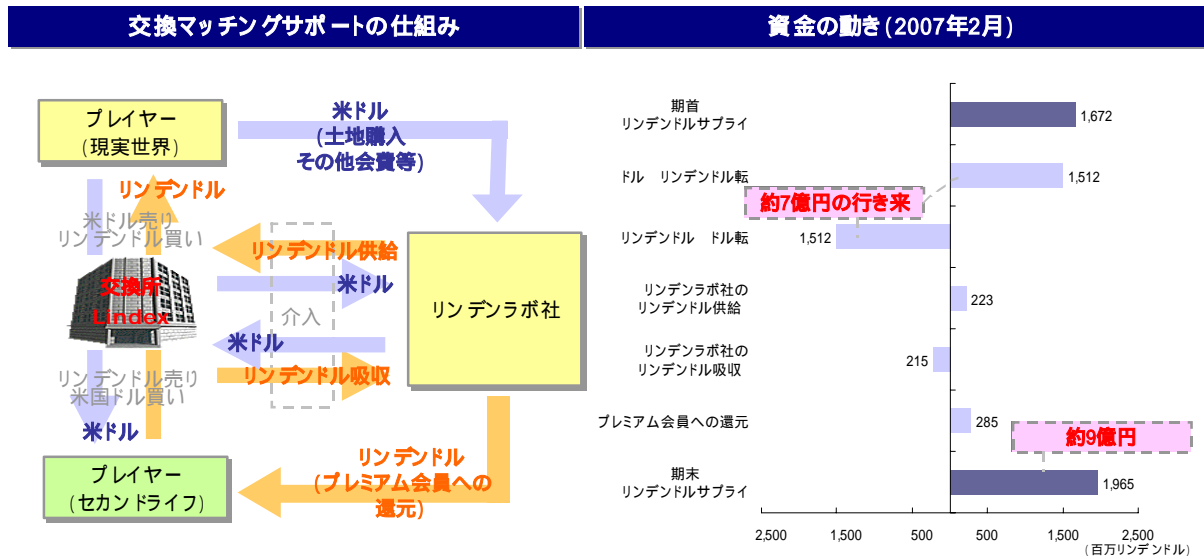 交換マッチングサポートの仕組み
プレイヤー
(現実世界)
米ドル
(土地購入
その他会費等)
リンデンドル
米ドル売り
リンデンドル買い
リンデンドル供給
米ドル
交換所
Lindex
介入
リンデンラボ社
米ドル
リンデンドル吸収
リンデンドル売り
米国ドル買い
米ドル
プレイヤー
(セカンドライフ)
リンデンドル
(プレミアム会員への
還元)
資金の動き(2007年2月)
期首
リンデンドルサプライ
1,672
ドル リンデンドル転
1,512
約7億円の行き来
リンデンドル ドル転
1,512
リンデンラボ社の
リンデンドル供給
223
リンデンラボ社の
リンデンドル吸収
215
プレミアム会員への還元
285
約9億円
期末
リンデンドルサプライ
1,965
2,500 1,500 500 500 1,500 2,500
(百万リンデンドル)